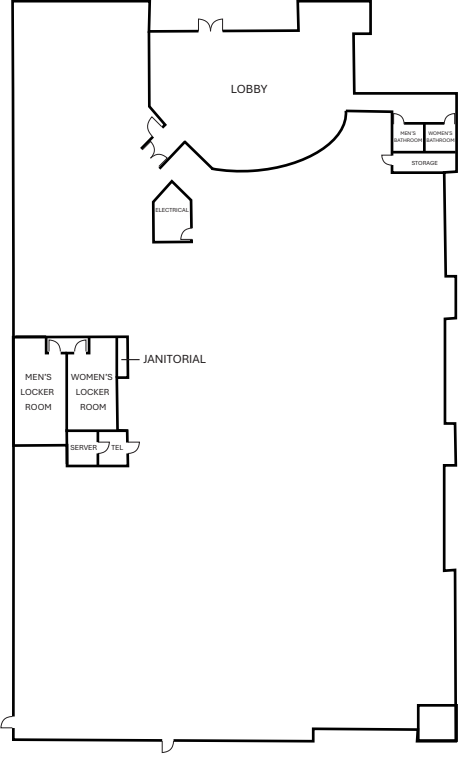 LOBBY
MEN'S
BATHROOM
WOMEN'S
BATHROOM
STORAGE
ELECTRICAL
JANITORIAL
MEN'S
LOCKER
ROOM
WOMEN'S
LOCKER
ROOM
SERVER
TEL